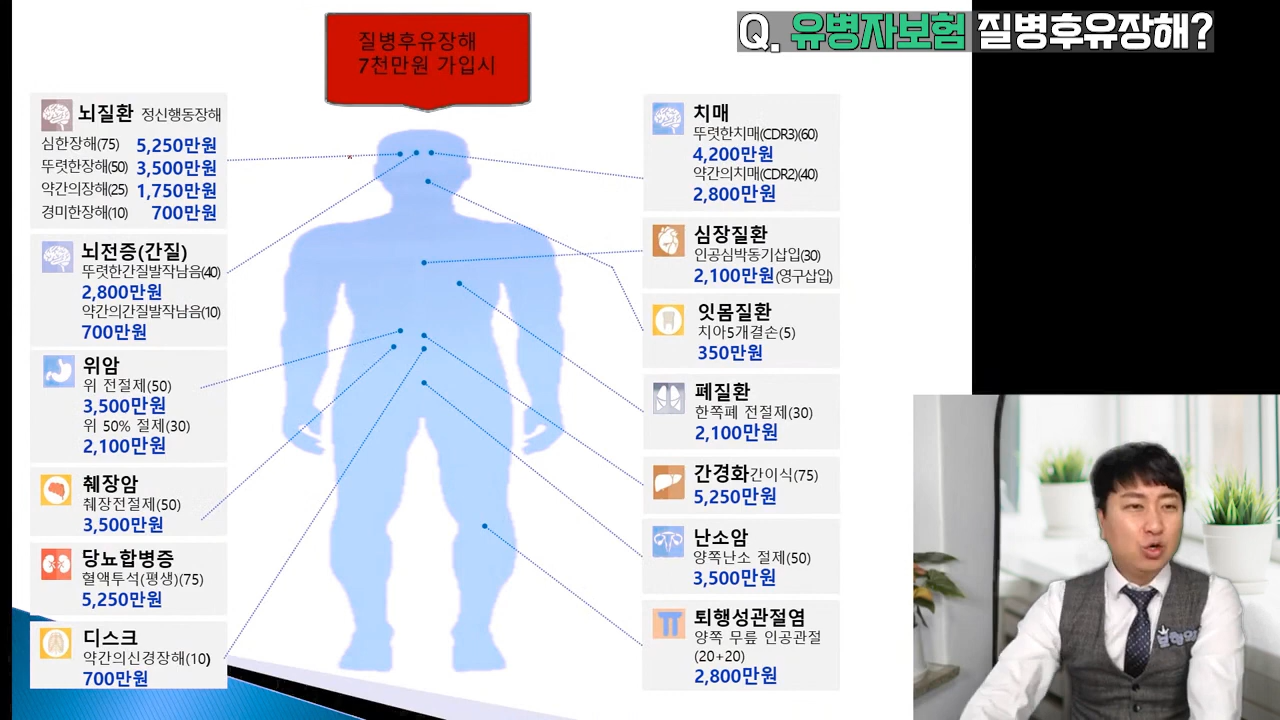 Q. 유병자보험 질병후유장해?
질병후유장해
7천만원 가입시
뇌질환 정신행동장해
심한장해(75) 5,250만원
뚜렷한장해(50) 3,500만원
약간의장해(25) 1,750만원
경미한장해(10) 700만원
뇌전증(간질)
뚜렷한간질발작남음(40)
2,800만원
약간의간질발작남음(10)
700만원
위암
위 전절제(50)
3,500만원
위 50% 절제(30)
2,100만원
췌장암
췌장전절제(50)
3,500만원
당뇨합병증
혈액투석(평생)(75)
5,250만원
디스크
약간의신경장해(10)
700만원
치매
뚜렷한치매(CDR3)(60)
4,200만원
약간의치매(CDR2)(40)
2,800만원
심장질환
인공심박동기삽입(30)
2,100만원(영구삽입)
잇몸질환
치아5개결손(5)
350만원
폐질환
한쪽폐 전절제(30)
2,100만원
간경화간이식(75)
5,250만원
난소암
양쪽난소 절제(50)
3,500만원
퇴행성관절염
양쪽 무릎 인공관절
(20+20)
2,800만원